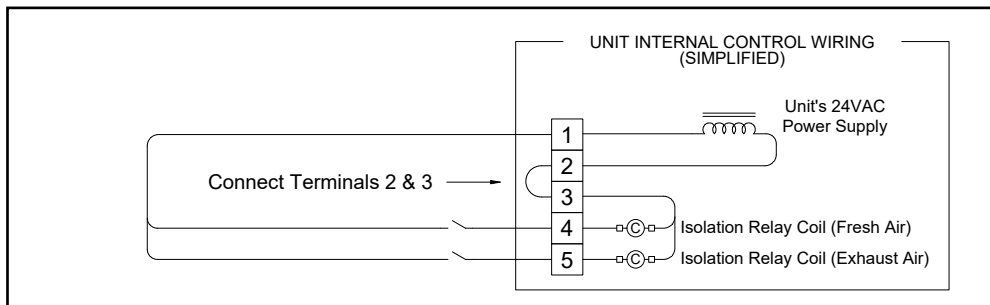 UNIT INTERNAL CONTROL WIRING
(SIMPLIFIED)
Unit's 24VAC
Power Supply
1
2
Connect Terminals 2 & 3
3
4
C
Isolation Relay Coil (Fresh Air)
5
C
Isolation Relay Coil (Exhaust Air)